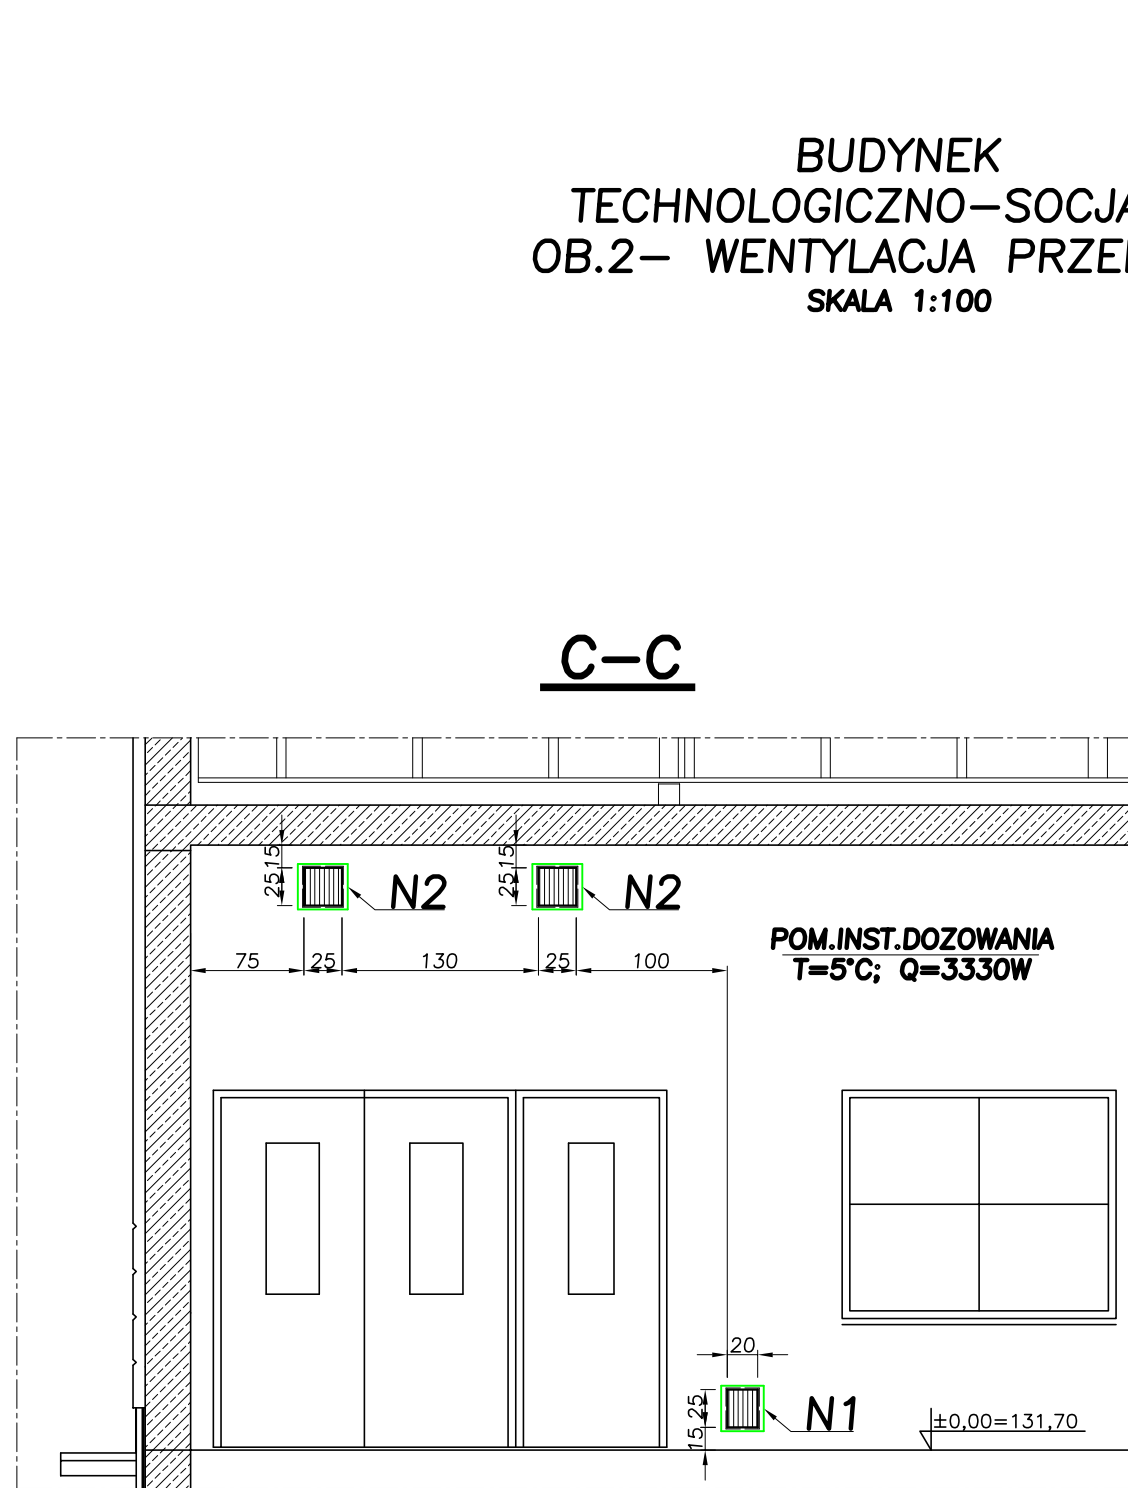 BUDYNEK
TECHNOLOGICZNO-SOCJA
OB.2- WENTYLACJA PRZE
SKALA 1:100
C-C
15
25
N2
15
25
N2
75
25
130
25
100
POM.INST.DOZOWANIA
T=5°C; Q=3330W
20
25
15
N1
±0,00=131,70